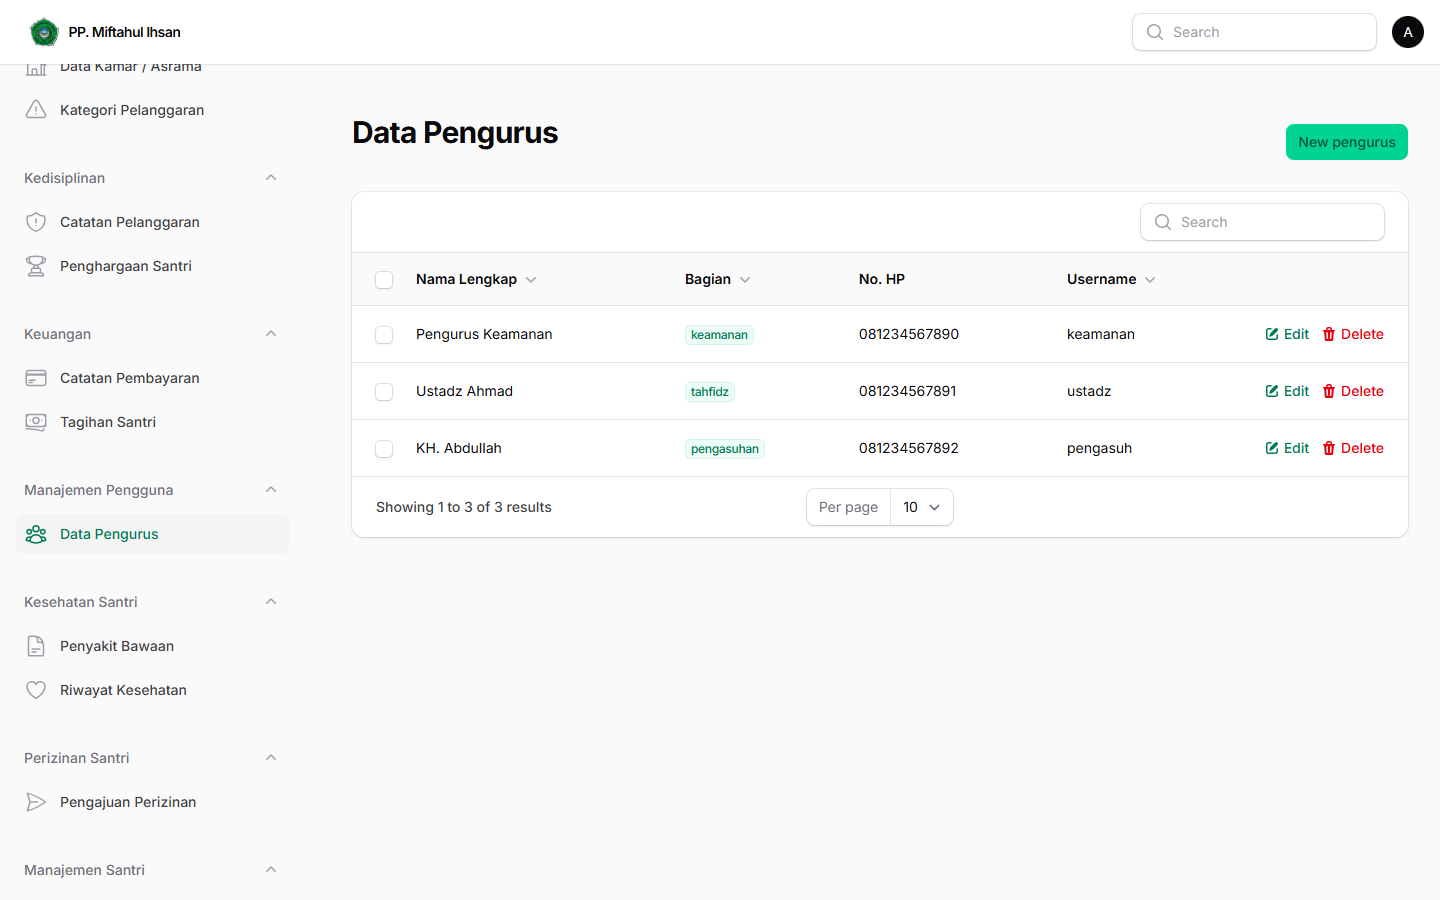 PP. Miftahul Ihsan
Search
A
Data Kamar / Asrama
Kategori Pelanggaran
Kedisiplinan
Catatan Pelanggaran
Penghargaan Santri
Keuangan
Catatan Pembayaran
Tagihan Santri
Manajemen Pengguna
Data Pengurus
Kesehatan Santri
Penyakit Bawaan
Riwayat Kesehatan
Perizinan Santri
Pengajuan Perizinan
Manajemen Santri
Data Pengurus
New pengurus
Search
Nama Lengkap Bagian No. HP Username
Pengurus Keamanan keamanan 081234567890 keamanan Edit Delete
Ustadz Ahmad tahfidz 081234567891 ustadz Edit Delete
KH. Abdullah pengasuhan 081234567892 pengasuh Edit Delete
Showing 1 to 3 of 3 results Per page 10